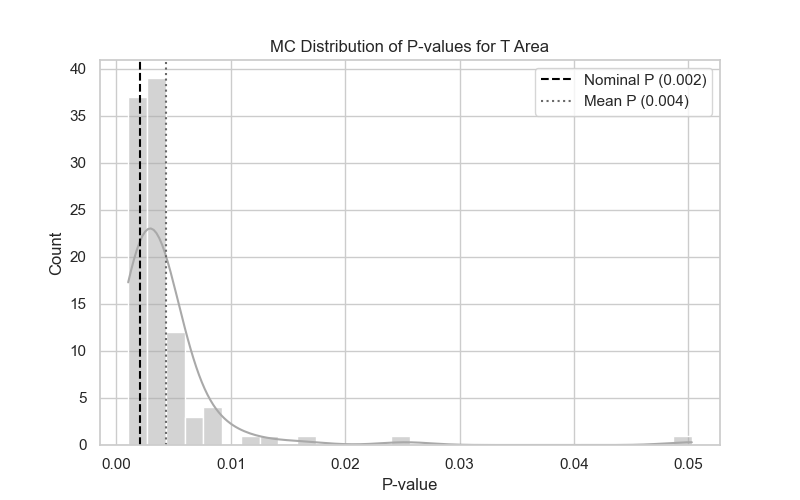 MC Distribution of P-values for T Area
Nominal P (0.002)
Mean P (0.004)
Count
40
35
30
25
20
15
10
5
0
0.00 0.01 0.02 0.03 0.04 0.05
P-value